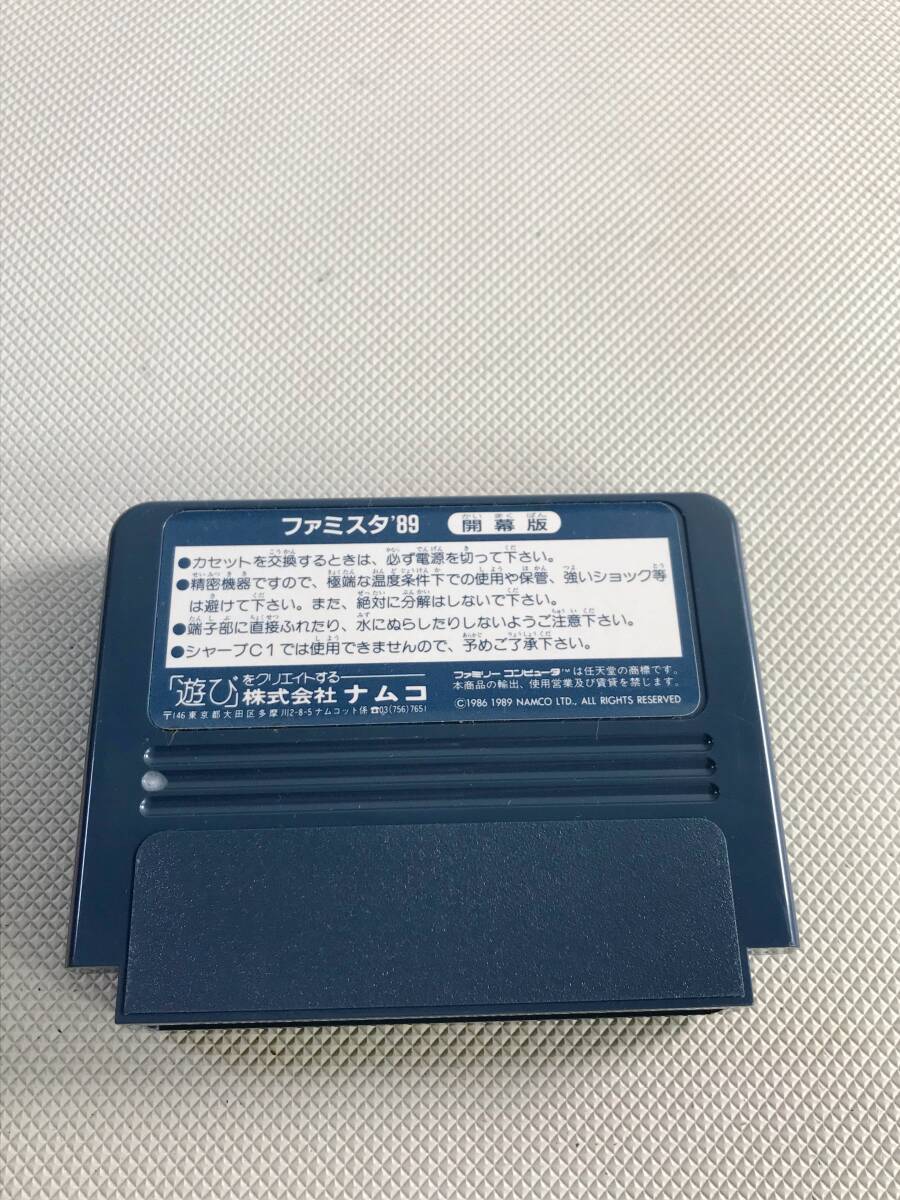 ファミスタ'89 開幕版
かい まく ばん
●カセットを交換するときは、必ず電源を切って下さい。
●精密機器ですので、極端な温度条件下での使用や保管、強いショック等
は避けて下さい。また、絶対に分解はしないで下さい。
●端子部に直接ふれたり、水にぬらしたりしないようご注意下さい。
●シャープC1では使用できませんので、予めご了承下さい。
「遊び」をクリエイトする
株式会社 ナムコ
〒146 東京都大田区多摩川2-8-5 ナムコット係 ☎03(756)7651
ファミリー コンピュータ™は任天堂の商標です。
本商品の輸出、使用営業及び賃貸を禁じます。
©1986 1989 NAMCO LTD., ALL RIGHTS RESERVED